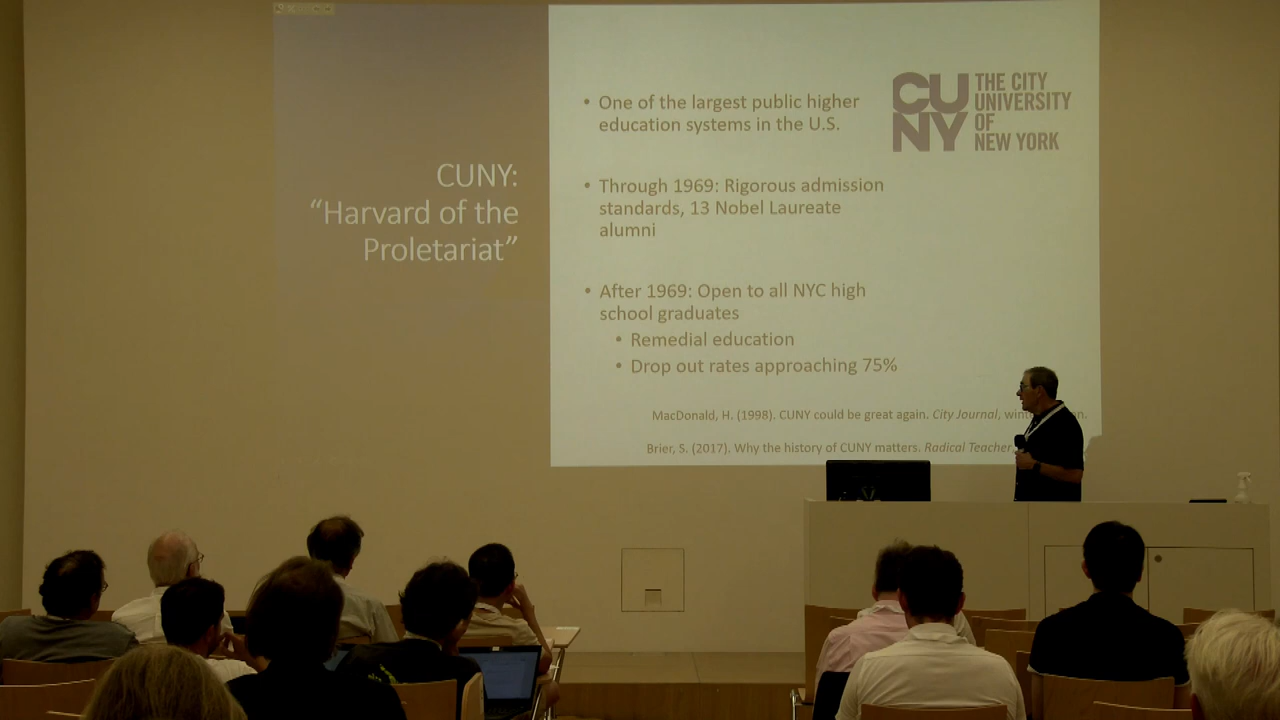 CUNY:
“Harvard of the
Proletariat”
• One of the largest public higher
education systems in the U.S.
CU
NY
THE CITY
UNIVERSITY
OF
NEW YORK
• Through 1969: Rigorous admission
standards, 13 Nobel Laureate
alumni
• After 1969: Open to all NYC high
school graduates
• Remedial education
• Drop out rates approaching 75%
MacDonald, H. (1998). CUNY could be great again. City Journal,
Brier, S. (2017). Why the history of CUNY matters. Radical Teacher,